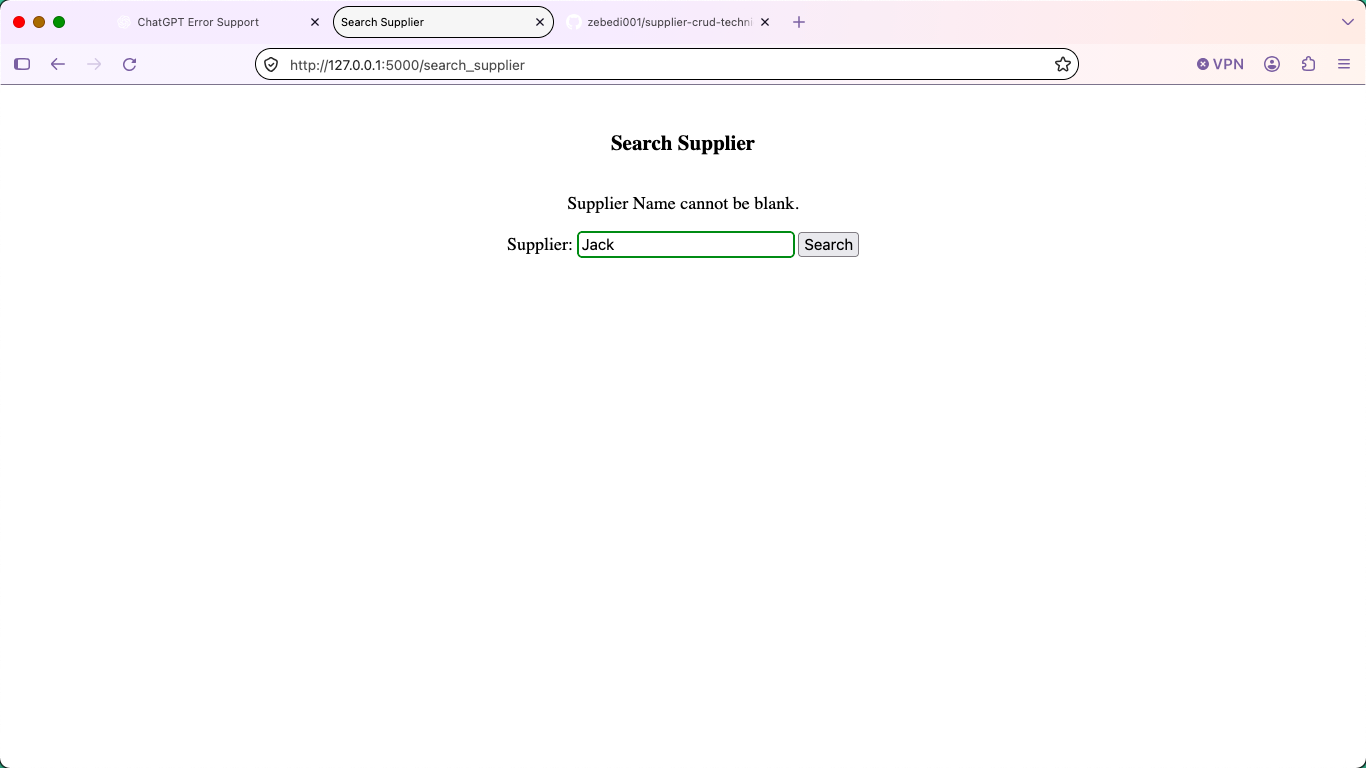 ChatGPT Error Support
Search Supplier
zebedi001/supplier-crud-techni
http://127.0.0.1:5000/search_supplier
VPN
Search Supplier
Supplier Name cannot be blank.
Supplier: Jack Search